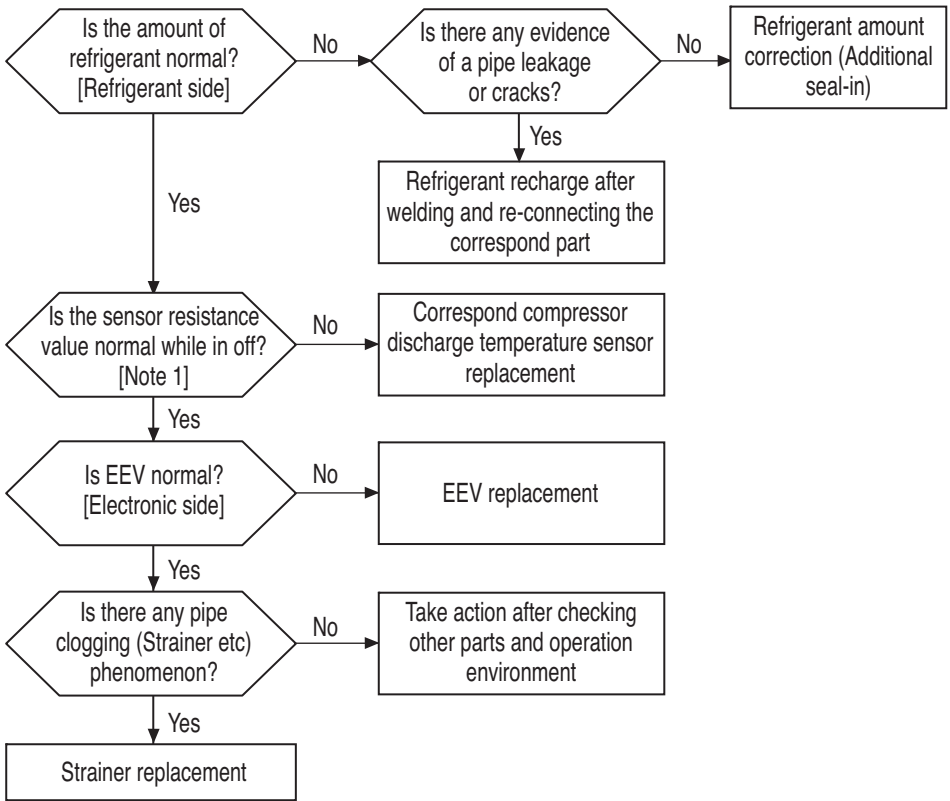 Is the amount of
refrigerant normal?
[Refrigerant side]
No
Is there any evidence
of a pipe leakage
or cracks?
No
Refrigerant amount
correction (Additional
seal-in)
Yes
Yes
Refrigerant recharge after
welding and re-connecting the
correspond part
Is the sensor resistance
value normal while in off?
[Note 1]
No
Correspond compressor
discharge temperature sensor
replacement
Yes
Is EEV normal?
[Electronic side]
No
EEV replacement
Yes
Is there any pipe
clogging (Strainer etc)
phenomenon?
No
Take action after checking
other parts and operation
environment
Yes
Strainer replacement